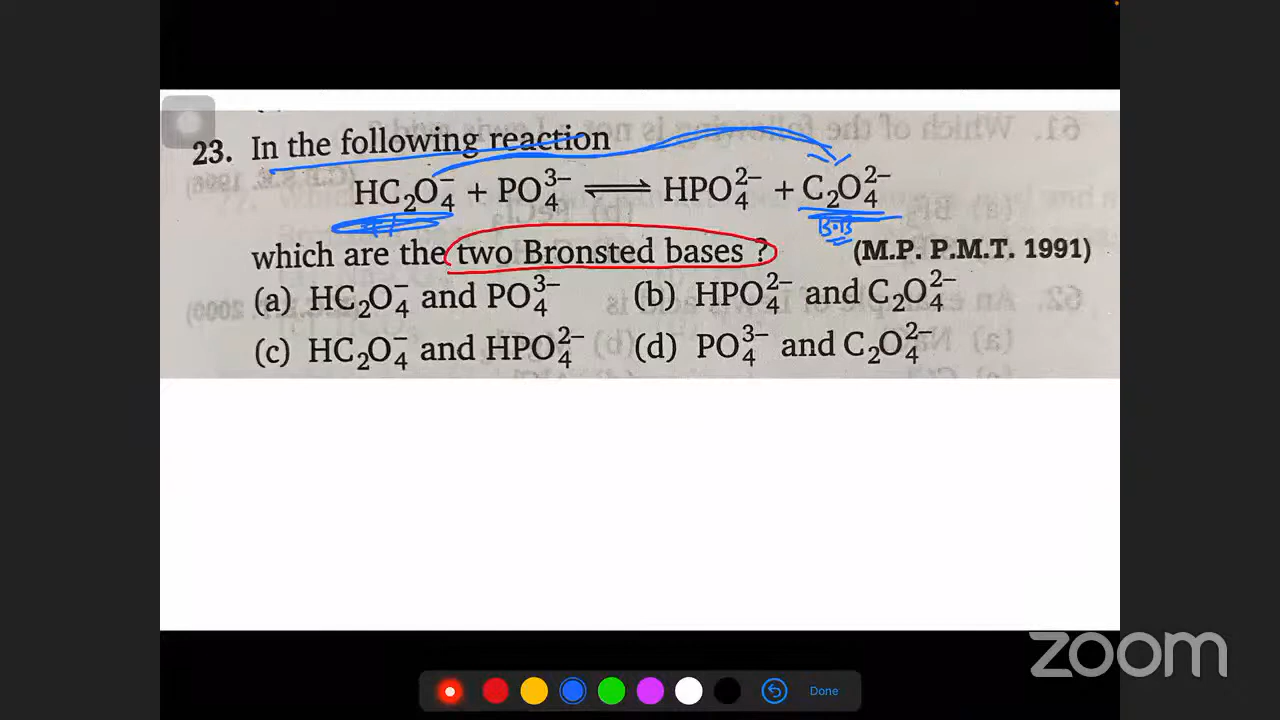 23. In the following reaction
HC₂O₄⁻ + PO₄³⁻ ⇌ HPO₄²⁻ + C₂O₄²⁻
B·B
which are the two Bronsted bases ? (M.P. P.M.T. 1991)
(a) HC₂O₄⁻ and PO₄³⁻ (b) HPO₄²⁻ and C₂O₄²⁻
(c) HC₂O₄⁻ and HPO₄²⁻ (d) PO₄³⁻ and C₂O₄²⁻
zoom
Done